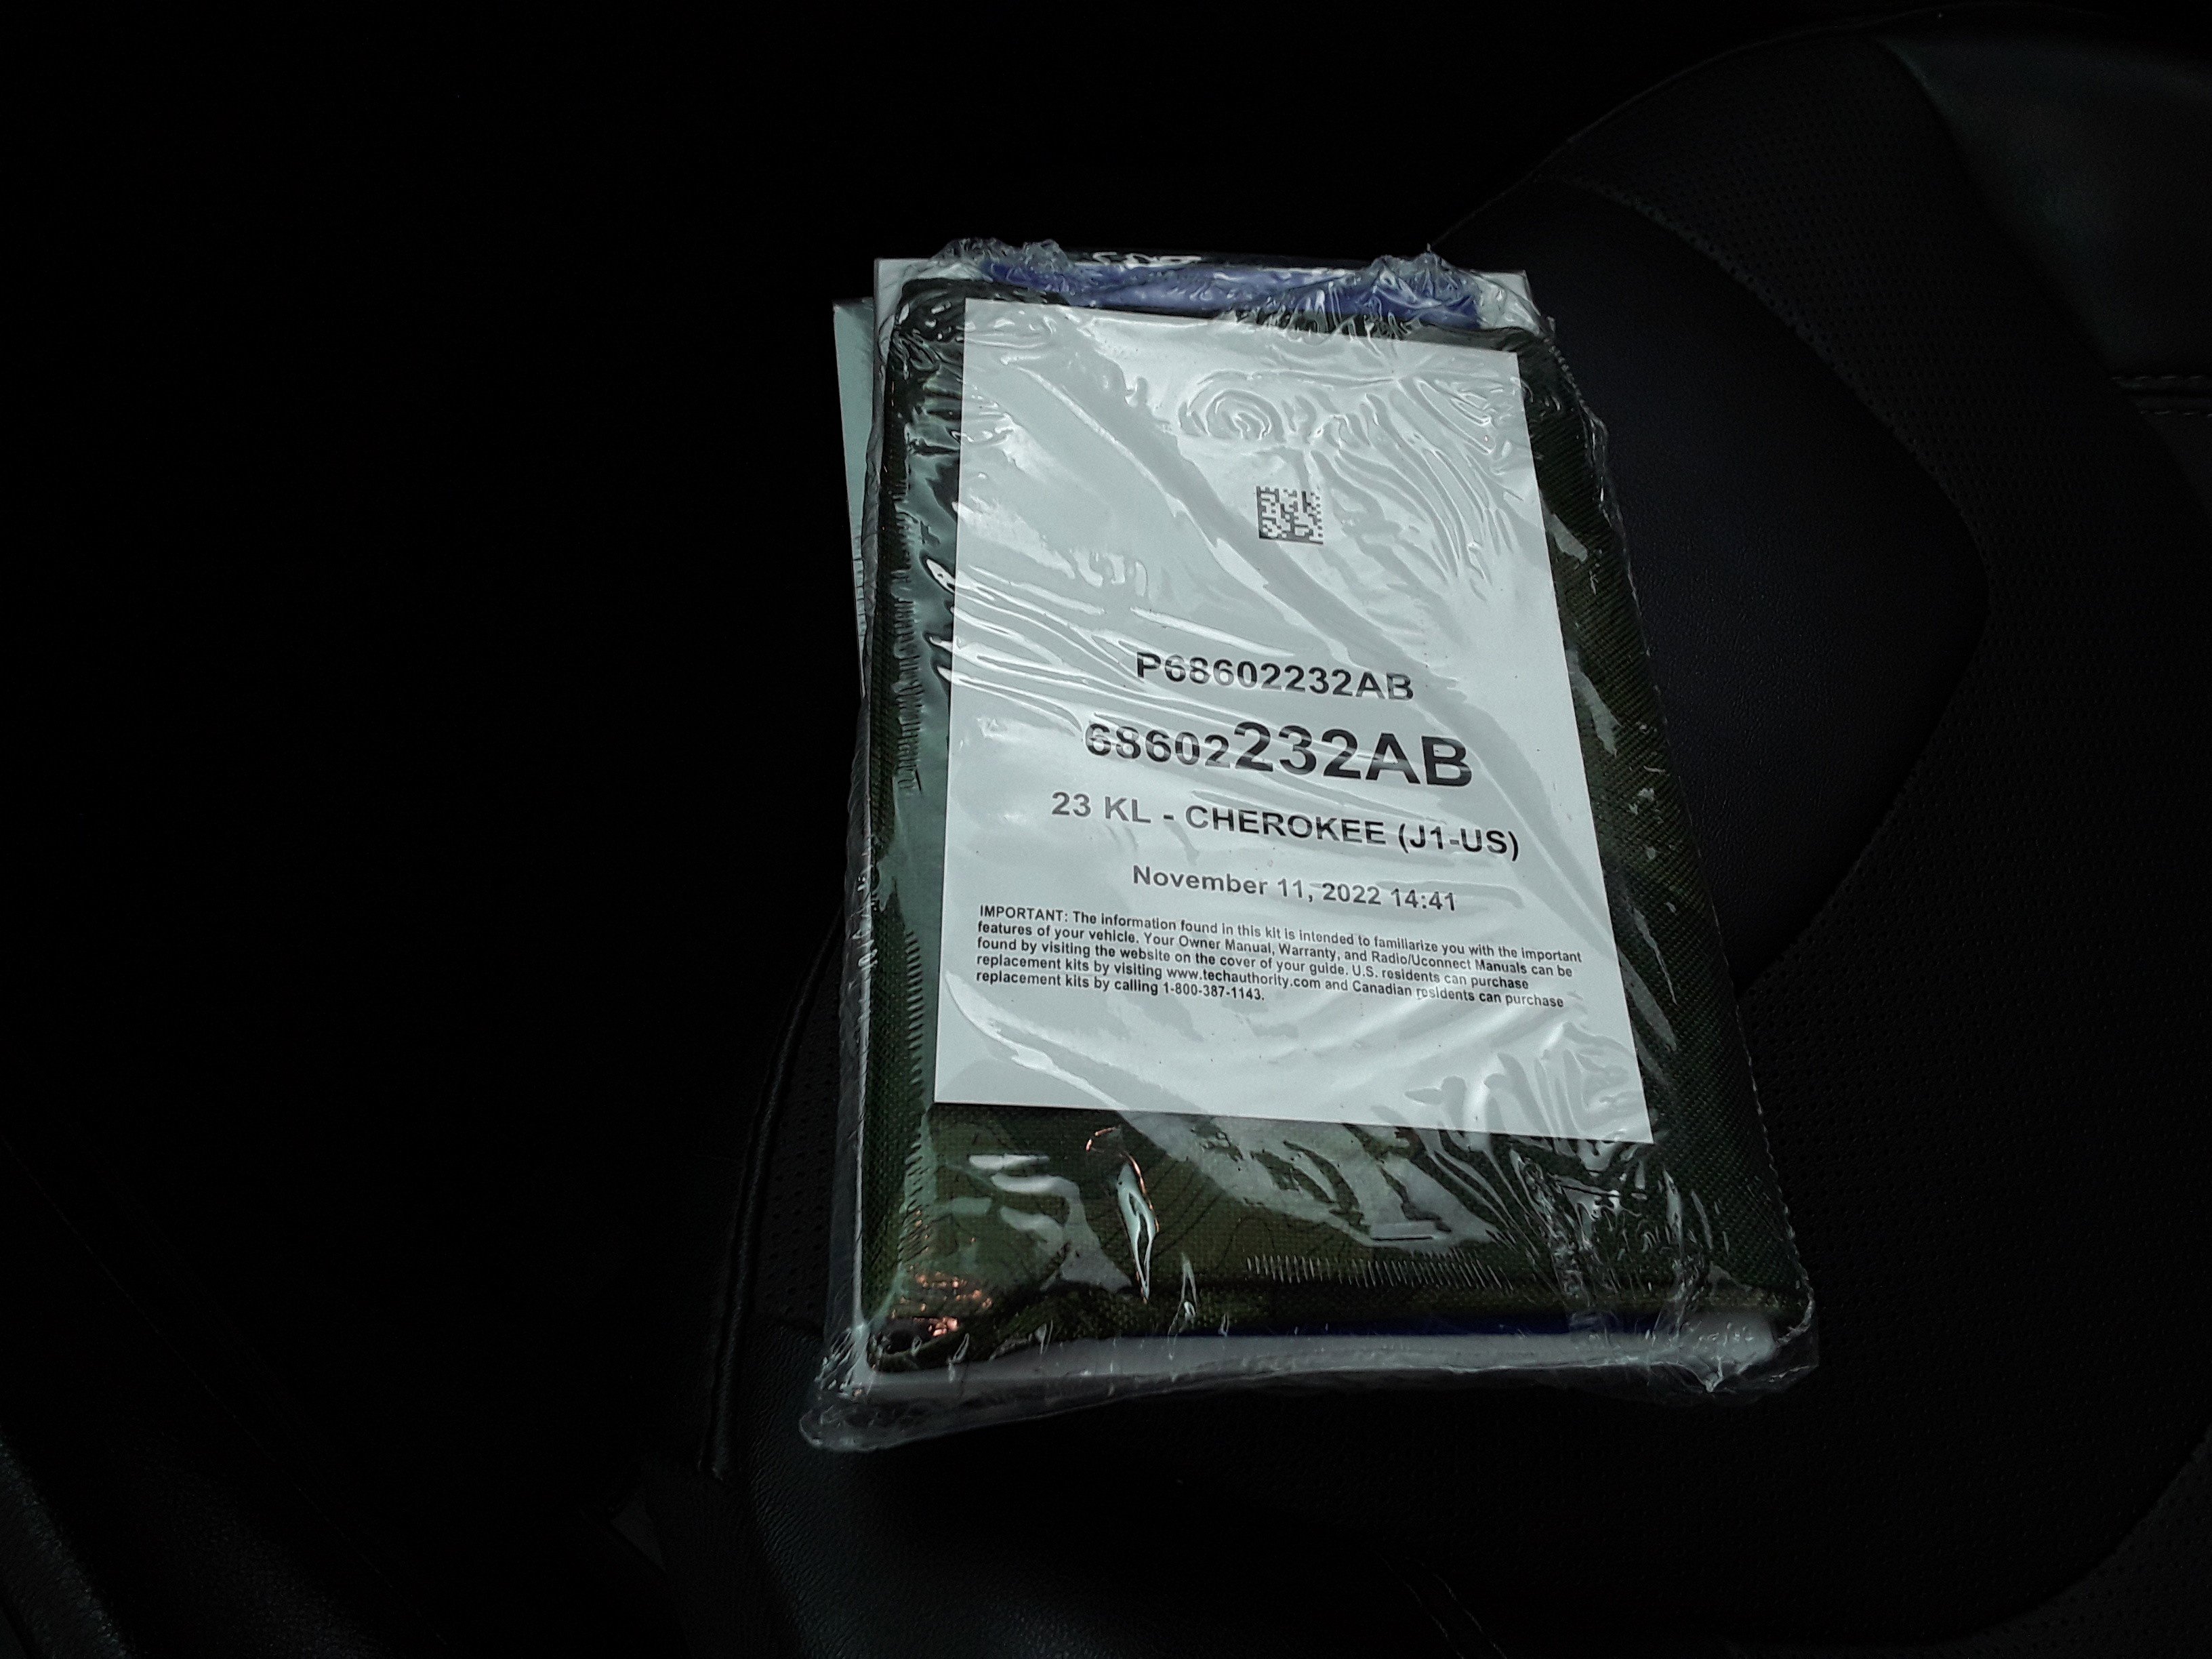 P68602232AB
68602232AB
23 KL - CHEROKEE (J1-US)
November 11, 2022 14:41
IMPORTANT: The information found in this kit is intended to familiarize you with the important
features of your vehicle. Your Owner Manual, Warranty, and Radio/Uconnect Manuals can be
found by visiting the website on the cover of your guide. U.S. residents can purchase
replacement kits by visiting www.techauthority.com and Canadian residents can purchase
replacement kits by calling 1-800-387-1143.